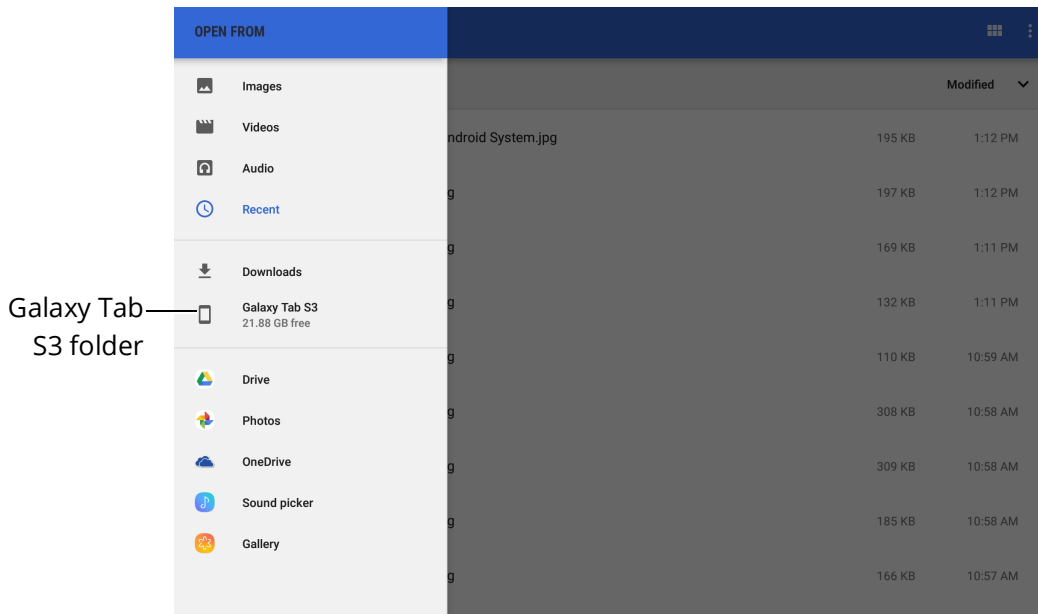 OPEN FROM
Images
Videos
Audio
Recent
Downloads
Galaxy Tab S3
21.88 GB free
Drive
Photos
OneDrive
Sound picker
Gallery
Galaxy Tab
S3 folder
Modified
ndroid System.jpg 195 KB 1:12 PM
g 197 KB 1:12 PM
g 169 KB 1:11 PM
g 132 KB 1:11 PM
g 110 KB 10:59 AM
g 308 KB 10:58 AM
g 309 KB 10:58 AM
g 185 KB 10:58 AM
g 166 KB 10:57 AM